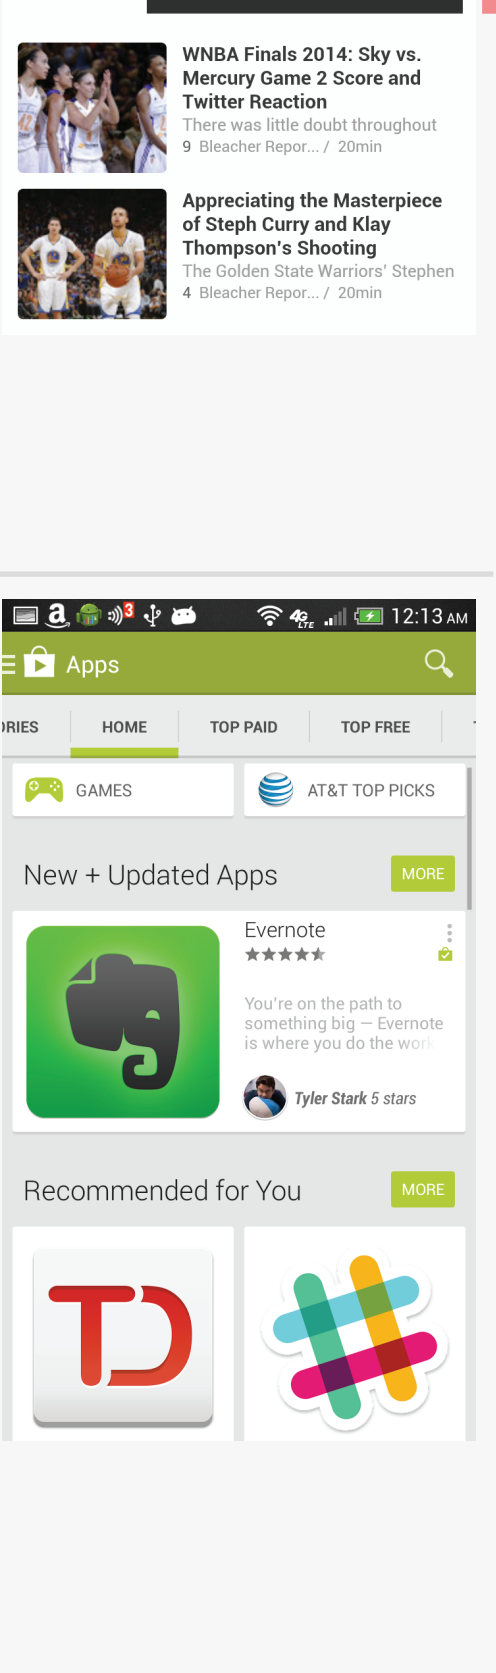 WNBA Finals 2014: Sky vs.
Mercury Game 2 Score and
Twitter Reaction
There was little doubt throughout
9 Bleacher Repor... / 20min
Appreciating the Masterpiece
of Steph Curry and Klay
Thompson's Shooting
The Golden State Warriors' Stephen
4 Bleacher Repor... / 20min
a 3 4G LTE 12:13 AM
Apps
ORIES HOME TOP PAID TOP FREE
GAMES AT&T TOP PICKS
New + Updated Apps MORE
Evernote
You're on the path to
something big — Evernote
is where you do the work
Tyler Stark 5 stars
Recommended for You MORE
TD